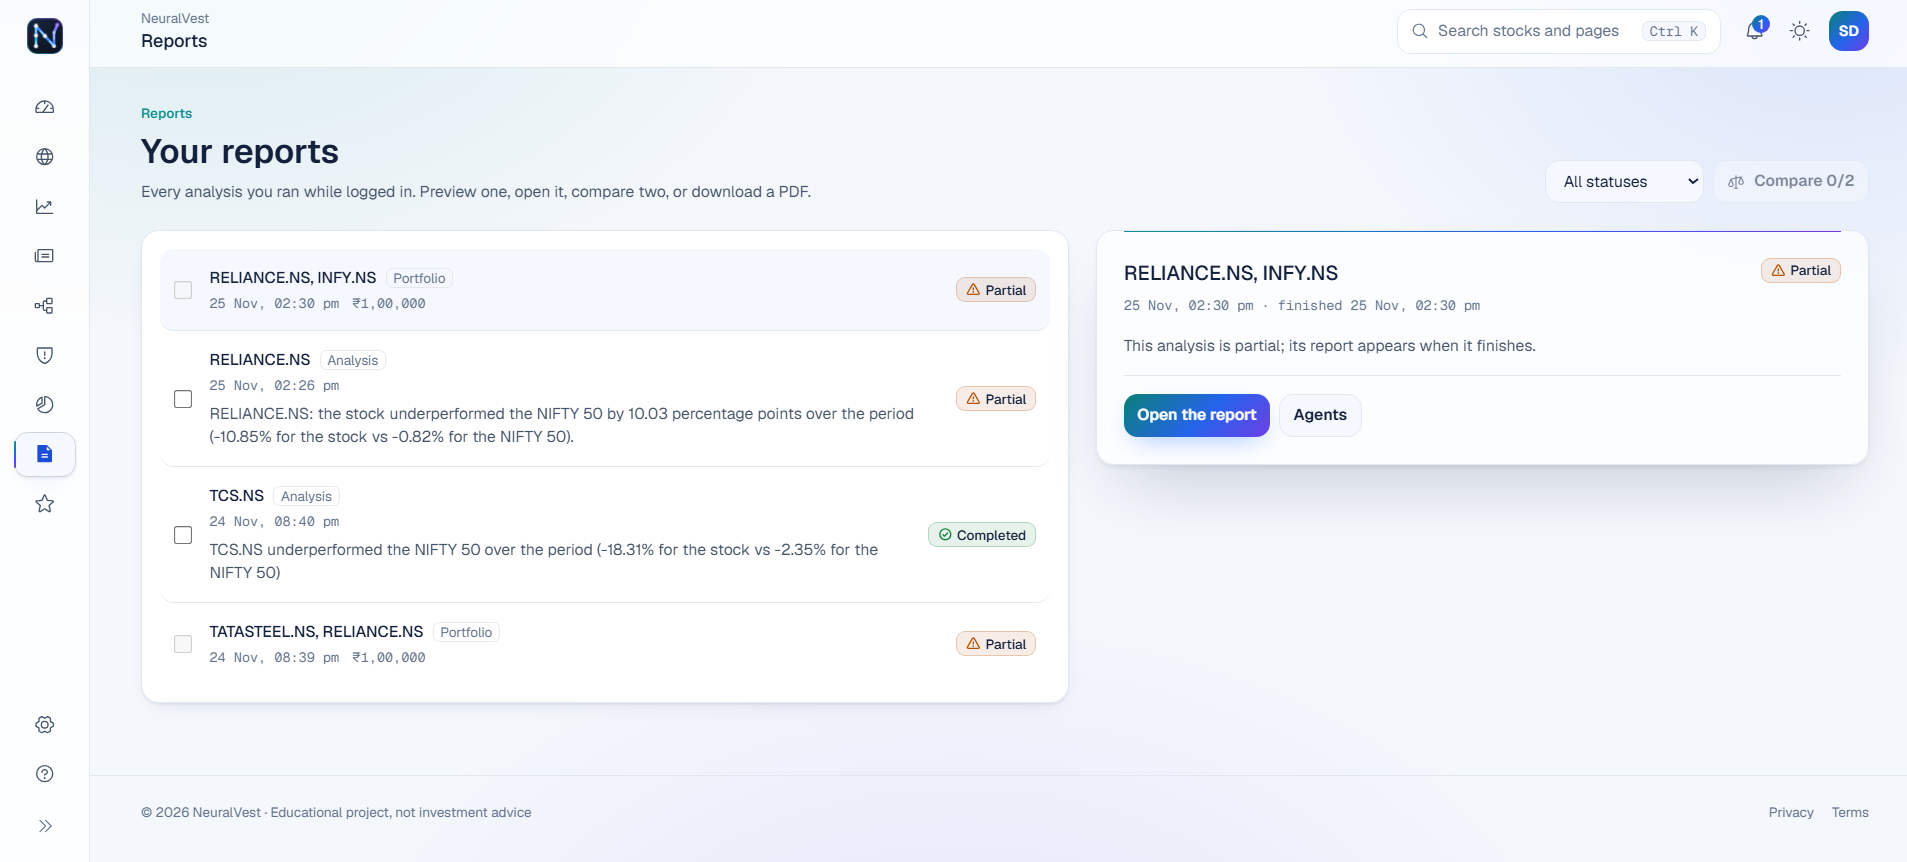 NeuralVest
Reports
Search stocks and pages
Ctrl K
1
SD
Reports
Your reports
Every analysis you ran while logged in. Preview one, open it, compare two, or download a PDF.
All statuses
Compare 0/2
RELIANCE.NS, INFY.NS Portfolio
25 Nov, 02:30 pm ₹1,00,000
Partial
RELIANCE.NS Analysis
25 Nov, 02:26 pm
RELIANCE.NS: the stock underperformed the NIFTY 50 by 10.03 percentage points over the period
(-10.85% for the stock vs -0.82% for the NIFTY 50).
Partial
TCS.NS Analysis
24 Nov, 08:40 pm
TCS.NS underperformed the NIFTY 50 over the period (-18.31% for the stock vs -2.35% for the
NIFTY 50)
Completed
TATASTEEL.NS, RELIANCE.NS Portfolio
24 Nov, 08:39 pm ₹1,00,000
Partial
RELIANCE.NS, INFY.NS
Partial
25 Nov, 02:30 pm · finished 25 Nov, 02:30 pm
This analysis is partial; its report appears when it finishes.
Open the report
Agents
© 2026 NeuralVest · Educational project, not investment advice
Privacy
Terms